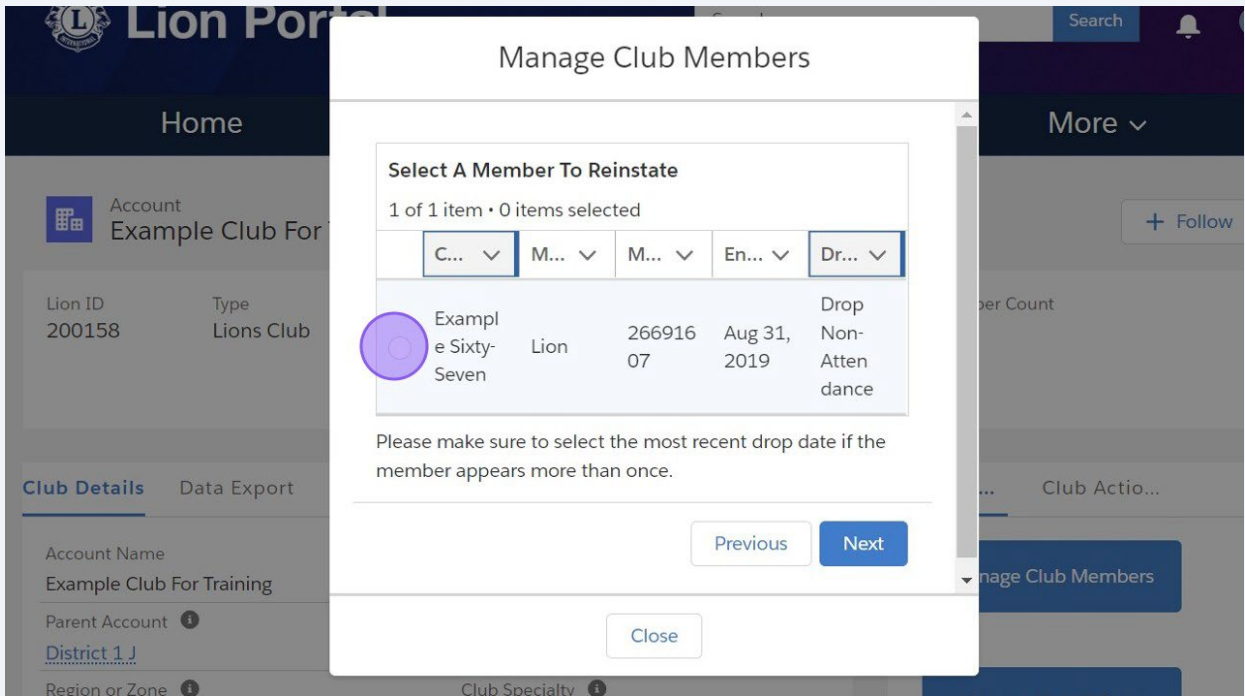 Lion Por
Search
Manage Club Members
Home
More
Select A Member To Reinstate
1 of 1 item • 0 items selected
Account
Example Club For
+ Follow
C... M... M... En... Dr...
Lion ID
200158
Type
Lions Club
Exampl
e Sixty-
Seven
Lion
266916
07
Aug 31,
2019
Drop
Non-
Atten
dance
Count
Please make sure to select the most recent drop date if the
member appears more than once.
Club Details Data Export
... Club Actio...
Previous Next
Account Name
Example Club For Training
nage Club Members
Parent Account
District 1 J
Close
Region or Zone Club Specialty